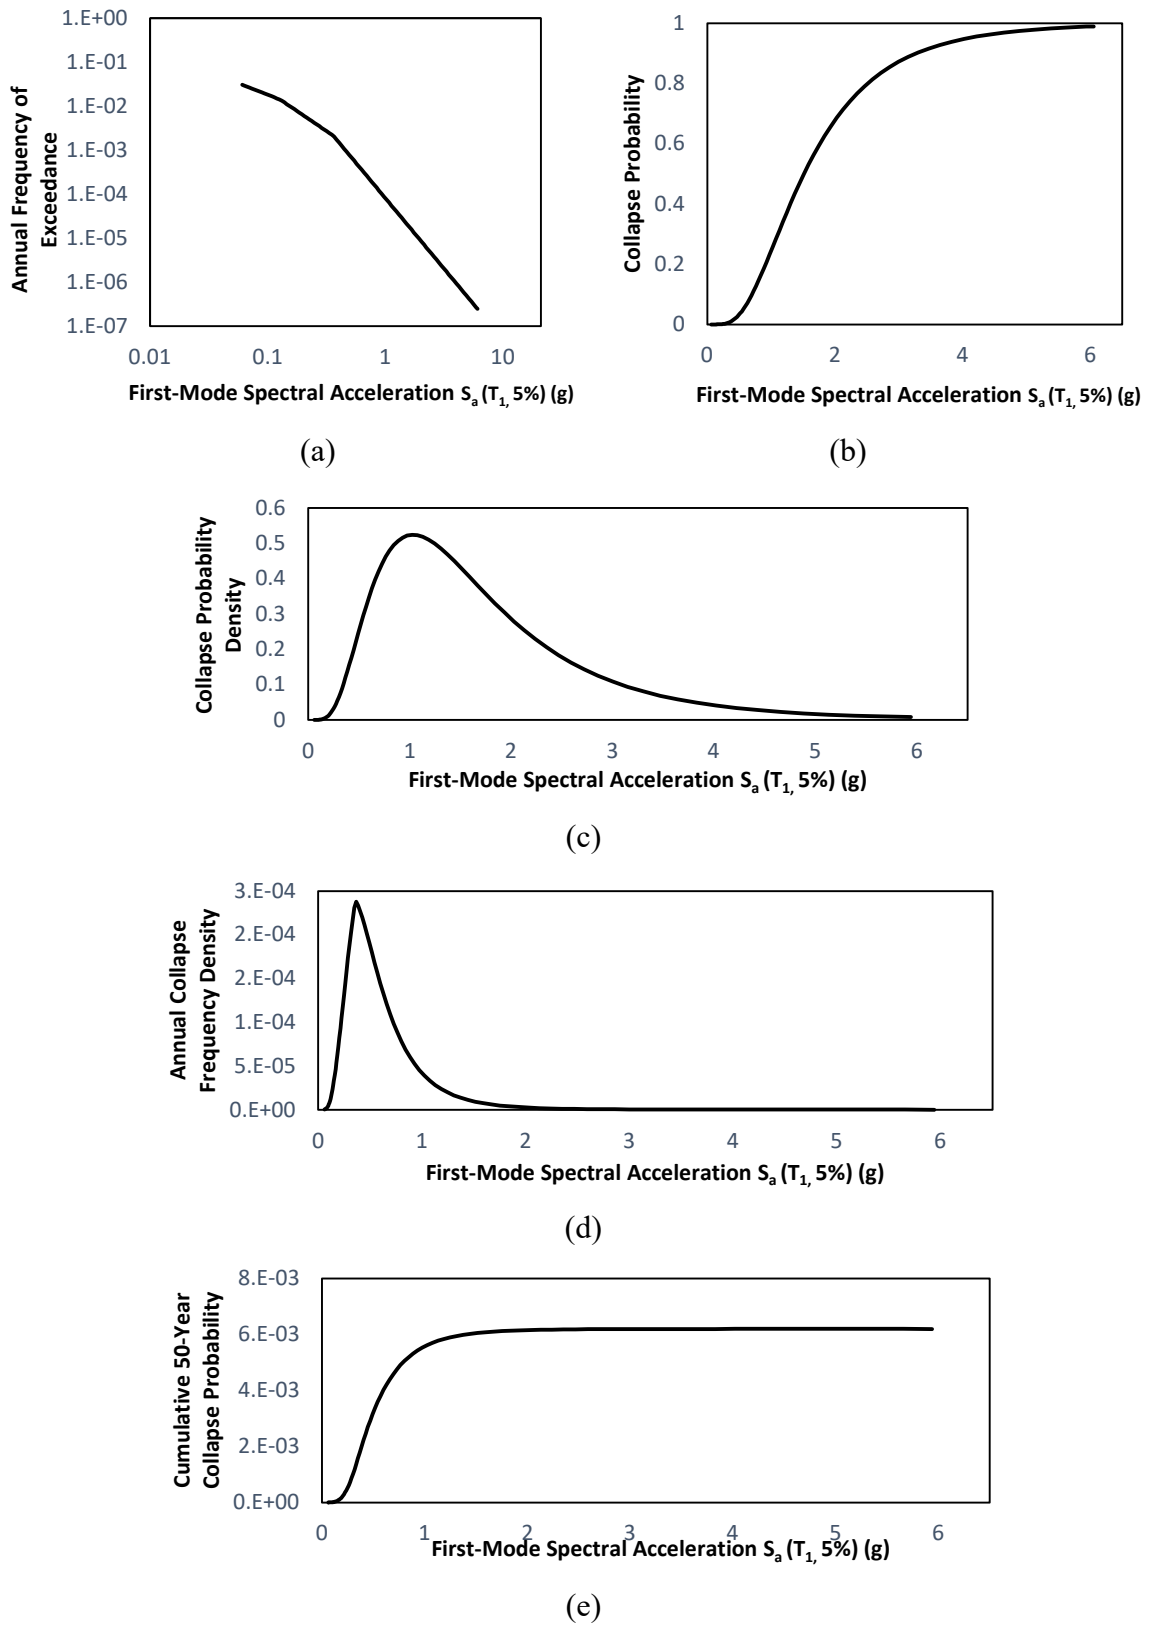 1.E+00
1.E-01
1.E-02
1.E-03
1.E-04
1.E-05
1.E-06
1.E-07
0.01 0.1 1 10
Annual Frequency of
Exceedance
First-Mode Spectral Acceleration Sa (T1, 5%) (g)
(a)
1
0.8
0.6
0.4
0.2
0
0 2 4 6
Collapse Probability
First-Mode Spectral Acceleration Sa (T1, 5%) (g)
(b)
0.6
0.5
0.4
0.3
0.2
0.1
0
0 1 2 3 4 5 6
Collapse Probability
Density
First-Mode Spectral Acceleration Sa (T1, 5%) (g)
(c)
3.E-04
2.E-04
2.E-04
1.E-04
5.E-05
0.E+00
0 1 2 3 4 5 6
Annual Collapse
Frequency Density
First-Mode Spectral Acceleration Sa (T1, 5%) (g)
(d)
8.E-03
6.E-03
4.E-03
2.E-03
0.E+00
0 1 2 3 4 5 6
Cumulative 50-Year
Collapse Probability
First-Mode Spectral Acceleration Sa (T1, 5%) (g)
(e)